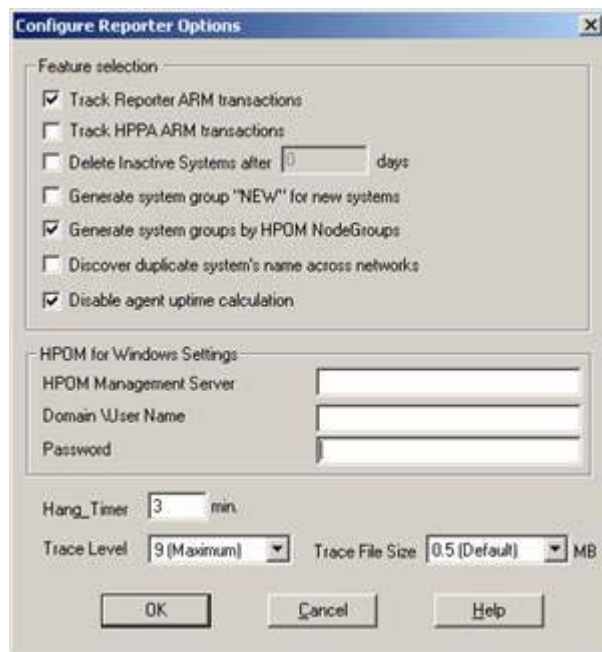 Configure Reporter Options
Feature selection
Track Reporter ARM transactions
Track HPPA ARM transactions
Delete Inactive Systems after 0 days
Generate system group "NEW" for new systems
Generate system groups by HPOM NodeGroups
Discover duplicate system's name across networks
Disable agent uptime calculation
HPOM for Windows Settings
HPOM Management Server
Domain \User Name
Password
Hang_Timer 3 min.
Trace Level 9 (Maximum) Trace File Size 0.5 (Default) MB
OK Cancel Help